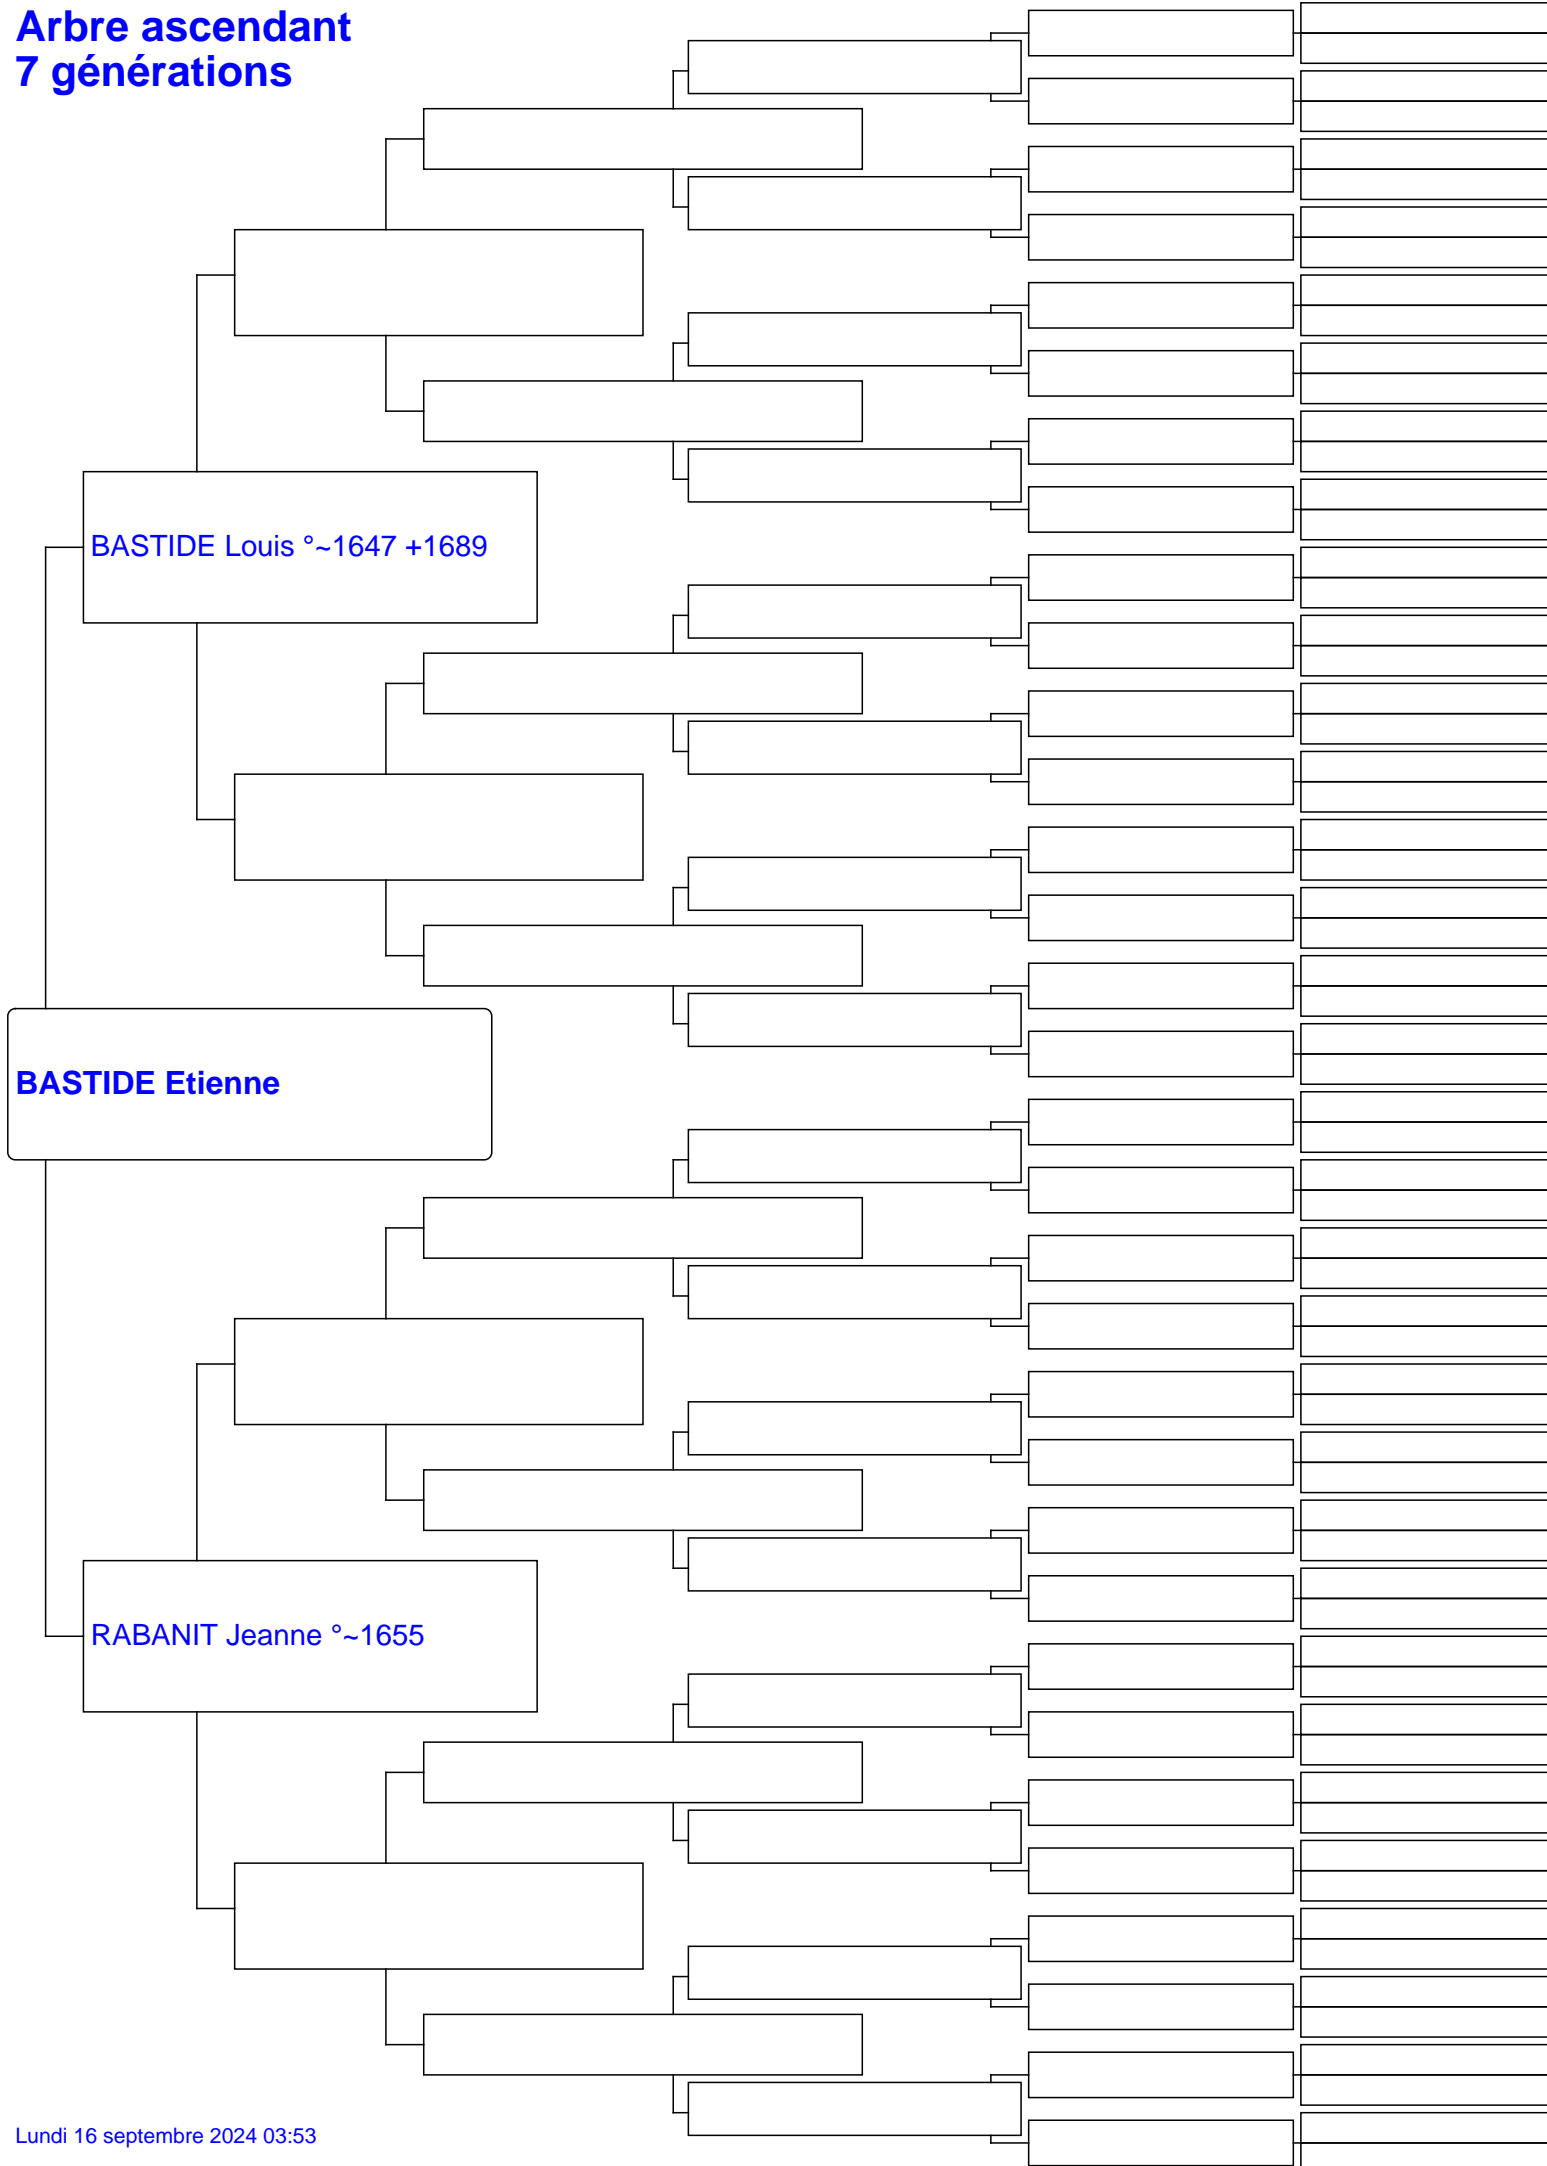 Arbre ascendant
7 générations
BASTIDE Louis °~1647 +1689
BASTIDE Etienne
RABANIT Jeanne °~1655
Lundi 16 septembre 2024 03:53